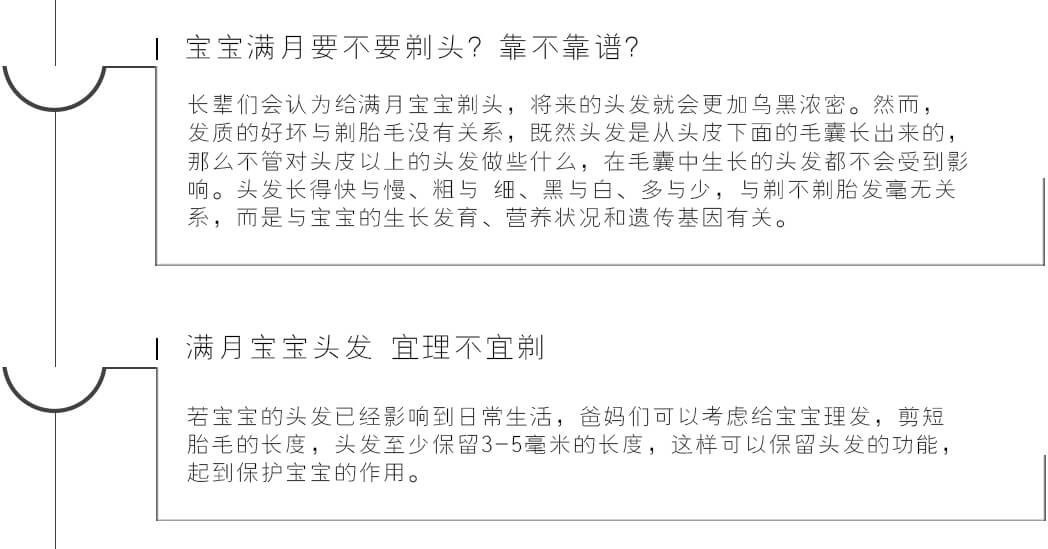 宝宝满月要不要剃头？靠不靠谱？
长辈们会认为给满月宝宝剃头，将来的头发就会更加乌黑浓密。然而，
发质的好坏与剃胎毛没有关系，既然头发是从头皮下面的毛囊长出来的，
那么不管对头皮以上的头发做些什么，在毛囊中生长的头发都不会受到影
响。头发长得快与慢、粗与 细、黑与白、多与少，与剃不剃胎发毫无关
系，而是与宝宝的生长发育、营养状况和遗传基因有关。
满月宝宝头发 宜理不宜剃
若宝宝的头发已经影响到日常生活，爸妈们可以考虑给宝宝理发，剪短
胎毛的长度，头发至少保留3-5毫米的长度，这样可以保留头发的功能，
起到保护宝宝的作用。